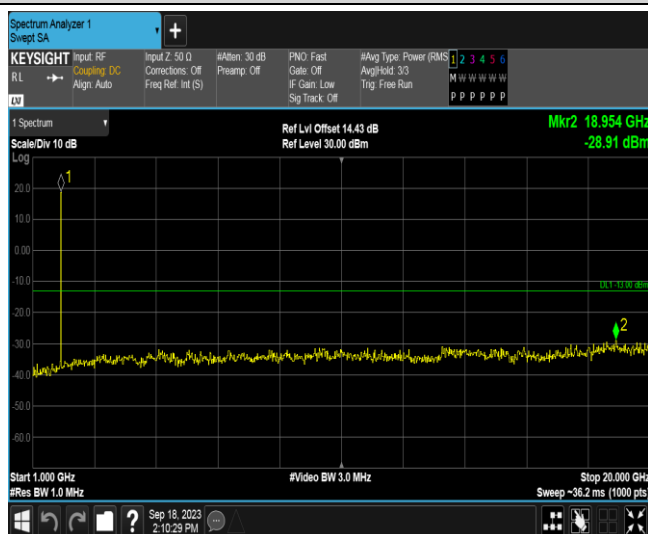 Spectrum Analyzer 1
Swept SA
KEYSIGHT
RL
LXI
Input: RF
Coupling: DC
Align: Auto
Input Z: 50 Ω
Corrections: Off
Freq Ref: Int (S)
#Atten: 30 dB
Preamp: Off
PNO: Fast
Gate: Off
IF Gain: Low
Sig Track: Off
#Avg Type: Power (RMS
Avg|Hold: 3/3
Trig: Free Run
1 2 3 4 5 6
M W W W W W
P P P P P P
1 Spectrum
Scale/Div 10 dB
Log
Ref Lvl Offset 14.43 dB
Ref Level 30.00 dBm
Mkr2 18.954 GHz
-28.91 dBm
1
20.0
10.0
0.00
-10.0
DL1 -13.00 dBm
-20.0
2
-30.0
-40.0
-50.0
-60.0
Start 1.000 GHz
#Res BW 1.0 MHz
#Video BW 3.0 MHz
Stop 20.000 GHz
Sweep ~36.2 ms (1000 pts)
?
Sep 18, 2023
2:10:29 PM